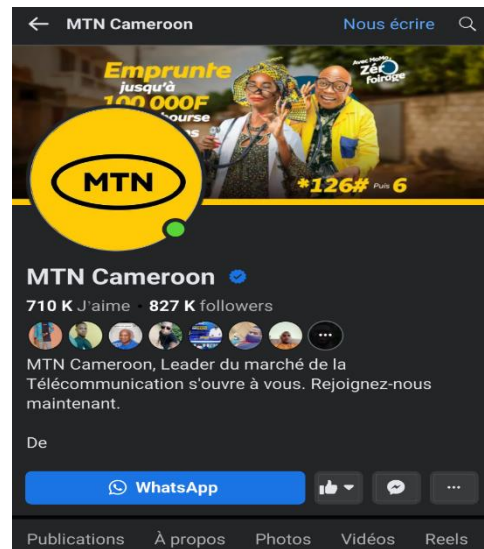 MTN Cameroon Nous écrire
Emprunte
jusqu'à
100 000F
bourse
ns
Avec MoMo,
Zéro
foirage
*126# Puis 6
MTN
MTN Cameroon
710 K J'aime · 827 K followers
MTN Cameroon, Leader du marché de la
Télécommunication s'ouvre à vous. Rejoignez-nous
maintenant.
De
WhatsApp
Publications À propos Photos Vidéos Reels